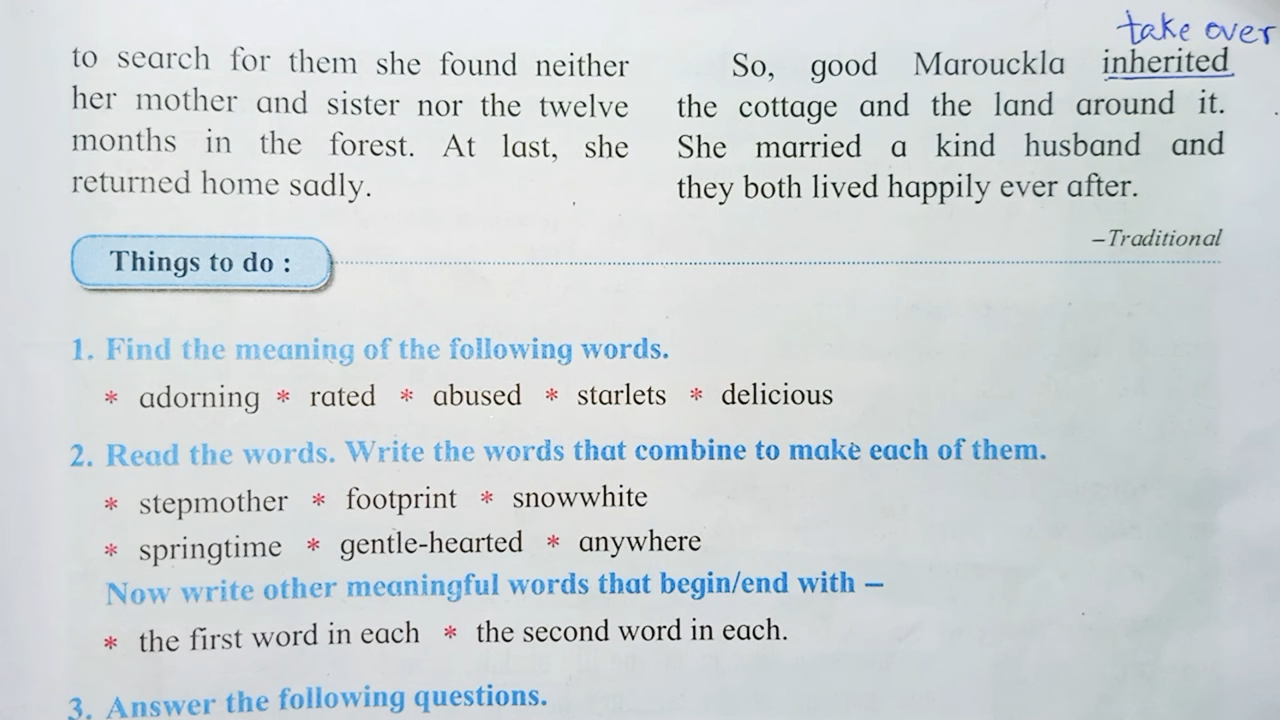 to search for them she found neither
her mother and sister nor the twelve
months in the forest. At last, she
returned home sadly.
take over
So, good Marouckla inherited
the cottage and the land around it.
She married a kind husband and
they both lived happily ever after.
–Traditional
Things to do :
1. Find the meaning of the following words.
* adorning * rated * abused * starlets * delicious
2. Read the words. Write the words that combine to make each of them.
* stepmother * footprint * snowwhite
* springtime * gentle-hearted * anywhere
Now write other meaningful words that begin/end with –
* the first word in each * the second word in each.
3. Answer the following questions.